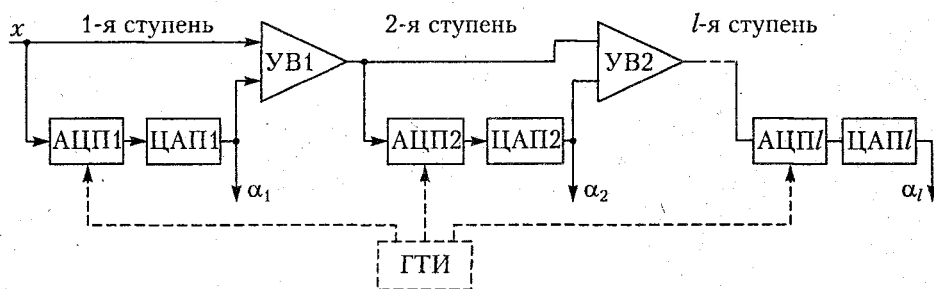 x
1-я ступень
2-я ступень
l-я ступень
УВ1
УВ2
АЦП1
ЦАП1
АЦП2
ЦАП2
АЦПl
ЦАПl
α₁
α₂
αₗ
ГТИ